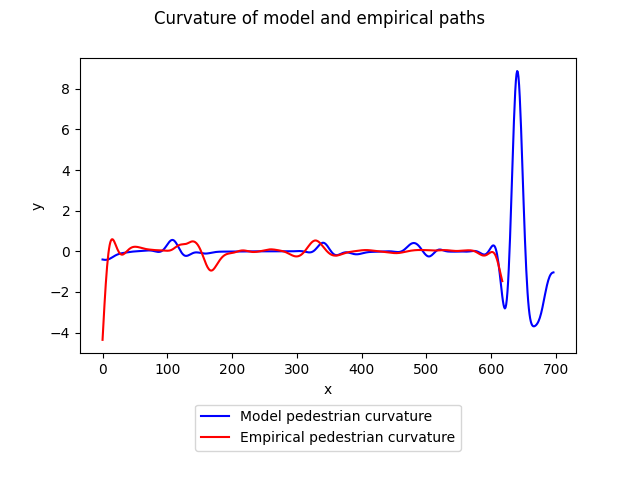 Curvature of model and empirical paths
8
6
4
2
0
−2
−4
y
0 100 200 300 400 500 600 700
x
Model pedestrian curvature
Empirical pedestrian curvature